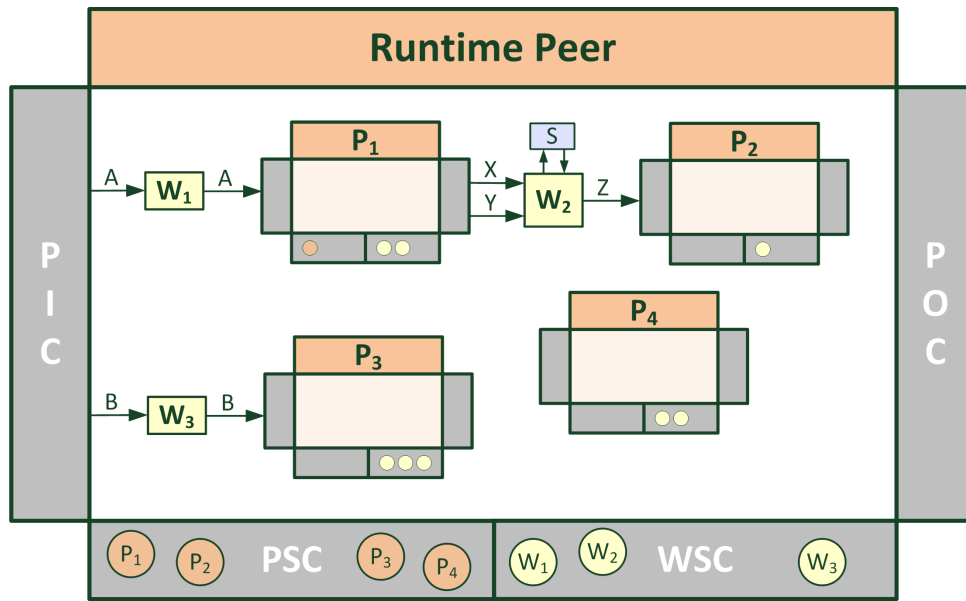 Runtime Peer
P₁
S
P₂
A
W₁
A
X
Y
W₂
Z
P
I
C
P
O
C
P₄
P₃
B
W₃
B
P₁
P₂
PSC
P₃
P₄
W₁
W₂
WSC
W₃